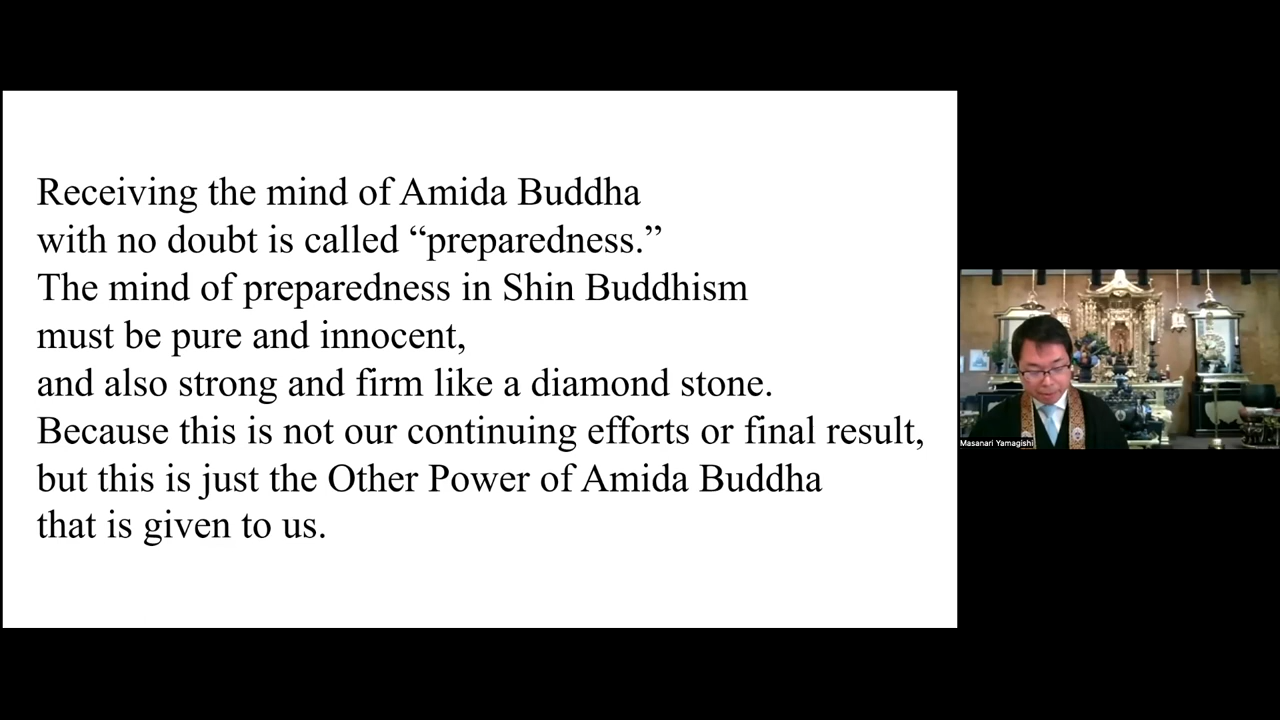 Receiving the mind of Amida Buddha
with no doubt is called “preparedness.”
The mind of preparedness in Shin Buddhism
must be pure and innocent,
and also strong and firm like a diamond stone.
Because this is not our continuing efforts or final result,
but this is just the Other Power of Amida Buddha
that is given to us.
Masanari Yamagishi